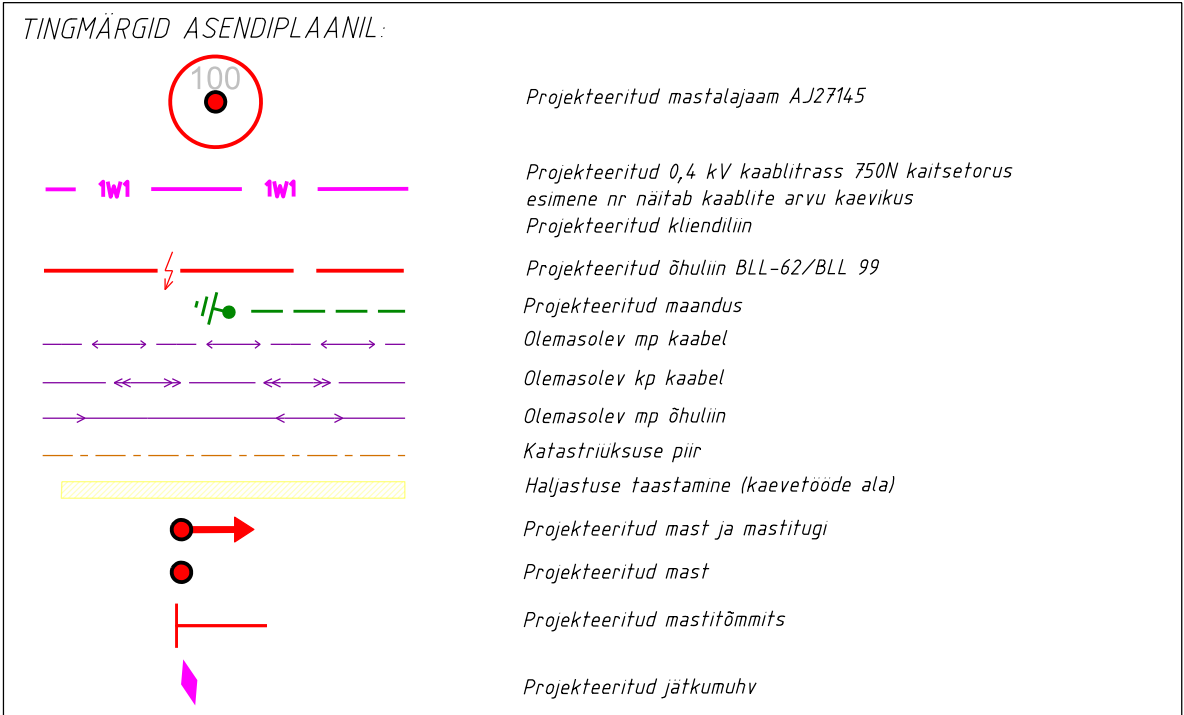 TINGMÄRGID ASENDIPLAANIL:
100
Projekteeritud mastalajaam AJ27145
1W1 1W1
Projekteeritud 0,4 kV kaablitrass 750N kaitsetorus
esimene nr näitab kaablite arvu kaevikus
Projekteeritud kliendiliin
Projekteeritud õhuliin BLL-62/BLL 99
Projekteeritud maandus
Olemasolev mp kaabel
Olemasolev kp kaabel
Olemasolev mp õhuliin
Katastriüksuse piir
Haljastuse taastamine (kaevetööde ala)
Projekteeritud mast ja mastitugi
Projekteeritud mast
Projekteeritud mastitõmmits
Projekteeritud jätkumuhv